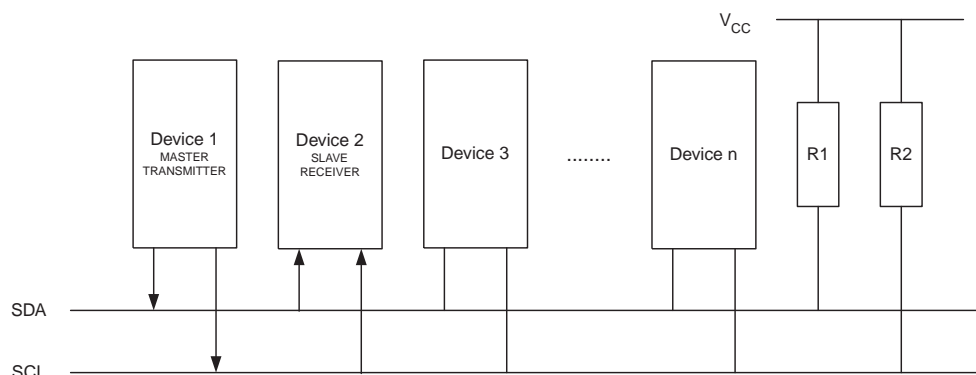 V_CC
Device 1
MASTER
TRANSMITTER
Device 2
SLAVE
RECEIVER
Device 3
........
Device n
R1
R2
SDA
SCL